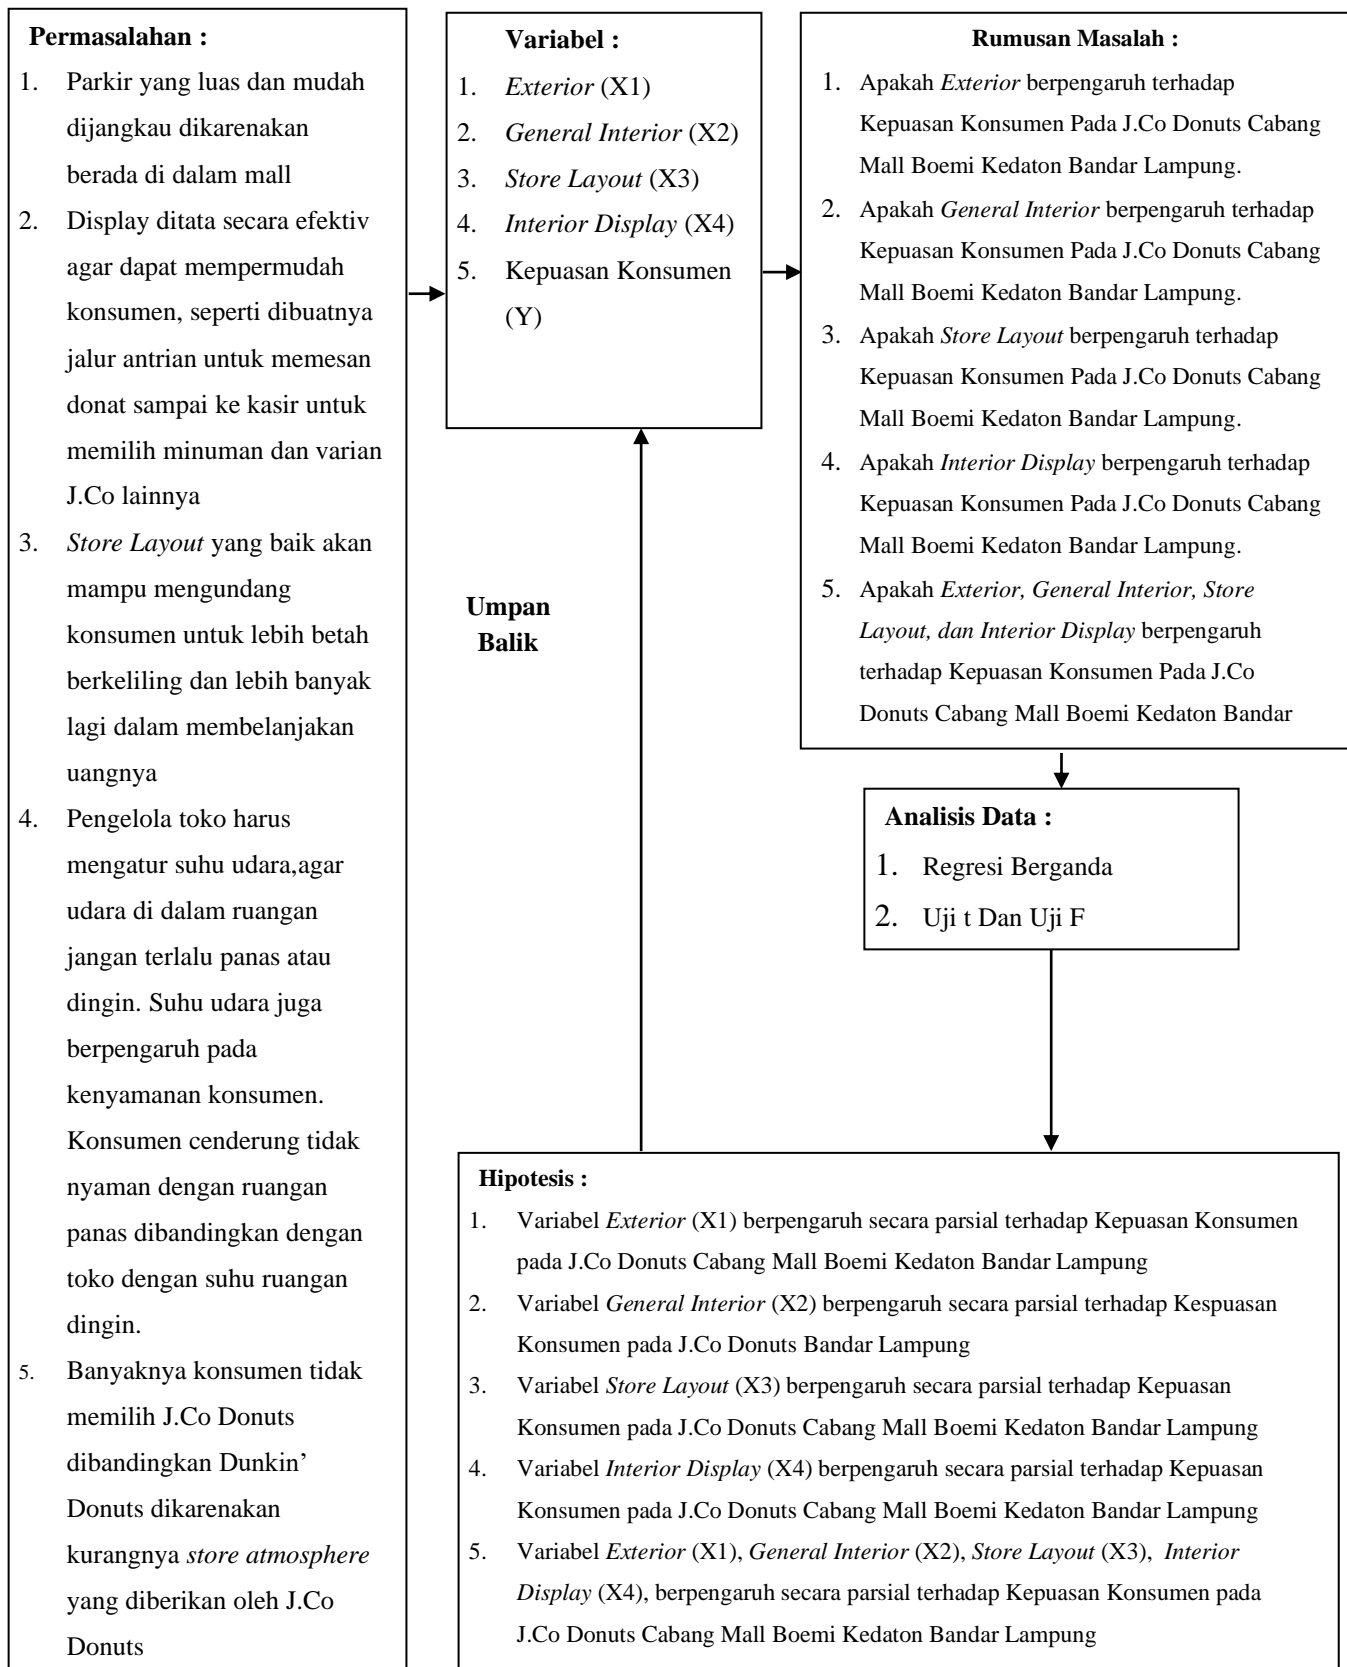 Permasalahan :
1. Parkir yang luas dan mudah
dijangkau dikarenakan
berada di dalam mall
2. Display ditata secara efektiv
agar dapat mempermudah
konsumen, seperti dibuatnya
jalur antrian untuk memesan
donat sampai ke kasir untuk
memilih minuman dan varian
J.Co lainnya
3. Store Layout yang baik akan
mampu mengundang
konsumen untuk lebih betah
berkeliling dan lebih banyak
lagi dalam membelanjakan
uangnya
4. Pengelola toko harus
mengatur suhu udara,agar
udara di dalam ruangan
jangan terlalu panas atau
dingin. Suhu udara juga
berpengaruh pada
kenyamanan konsumen.
Konsumen cenderung tidak
nyaman dengan ruangan
panas dibandingkan dengan
toko dengan suhu ruangan
dingin.
5. Banyaknya konsumen tidak
memilih J.Co Donuts
dibandingkan Dunkin’
Donuts dikarenakan
kurangnya store atmosphere
yang diberikan oleh J.Co
Donuts
Variabel :
1. Exterior (X1)
2. General Interior (X2)
3. Store Layout (X3)
4. Interior Display (X4)
5. Kepuasan Konsumen
(Y)
Rumusan Masalah :
1. Apakah Exterior berpengaruh terhadap
Kepuasan Konsumen Pada J.Co Donuts Cabang
Mall Boemi Kedaton Bandar Lampung.
2. Apakah General Interior berpengaruh terhadap
Kepuasan Konsumen Pada J.Co Donuts Cabang
Mall Boemi Kedaton Bandar Lampung.
3. Apakah Store Layout berpengaruh terhadap
Kepuasan Konsumen Pada J.Co Donuts Cabang
Mall Boemi Kedaton Bandar Lampung.
4. Apakah Interior Display berpengaruh terhadap
Kepuasan Konsumen Pada J.Co Donuts Cabang
Mall Boemi Kedaton Bandar Lampung.
5. Apakah Exterior, General Interior, Store
Layout, dan Interior Display berpengaruh
terhadap Kepuasan Konsumen Pada J.Co
Donuts Cabang Mall Boemi Kedaton Bandar
Umpan
Balik
Analisis Data :
1. Regresi Berganda
2. Uji t Dan Uji F
Hipotesis :
1. Variabel Exterior (X1) berpengaruh secara parsial terhadap Kepuasan Konsumen
pada J.Co Donuts Cabang Mall Boemi Kedaton Bandar Lampung
2. Variabel General Interior (X2) berpengaruh secara parsial terhadap Kespuasan
Konsumen pada J.Co Donuts Bandar Lampung
3. Variabel Store Layout (X3) berpengaruh secara parsial terhadap Kepuasan
Konsumen pada J.Co Donuts Cabang Mall Boemi Kedaton Bandar Lampung
4. Variabel Interior Display (X4) berpengaruh secara parsial terhadap Kepuasan
Konsumen pada J.Co Donuts Cabang Mall Boemi Kedaton Bandar Lampung
5. Variabel Exterior (X1), General Interior (X2), Store Layout (X3), Interior
Display (X4), berpengaruh secara parsial terhadap Kepuasan Konsumen pada
J.Co Donuts Cabang Mall Boemi Kedaton Bandar Lampung